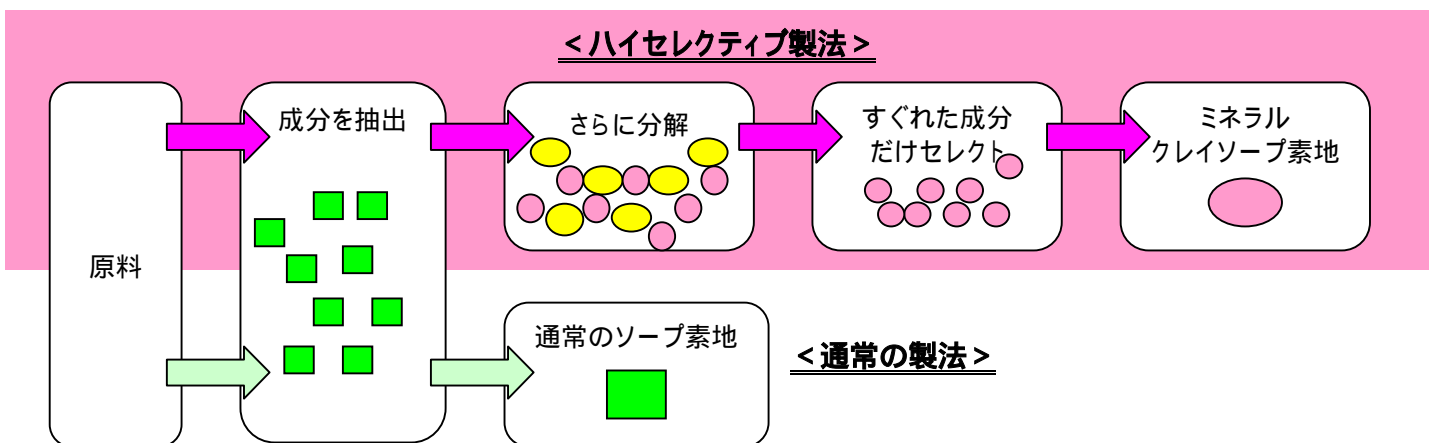 <ハイセレクティブ製法>
原料
成分を抽出
さらに分解
すぐれた成分
だけセレクト
ミネラル
クレイソープ素地
通常のソープ素地
<通常の製法>